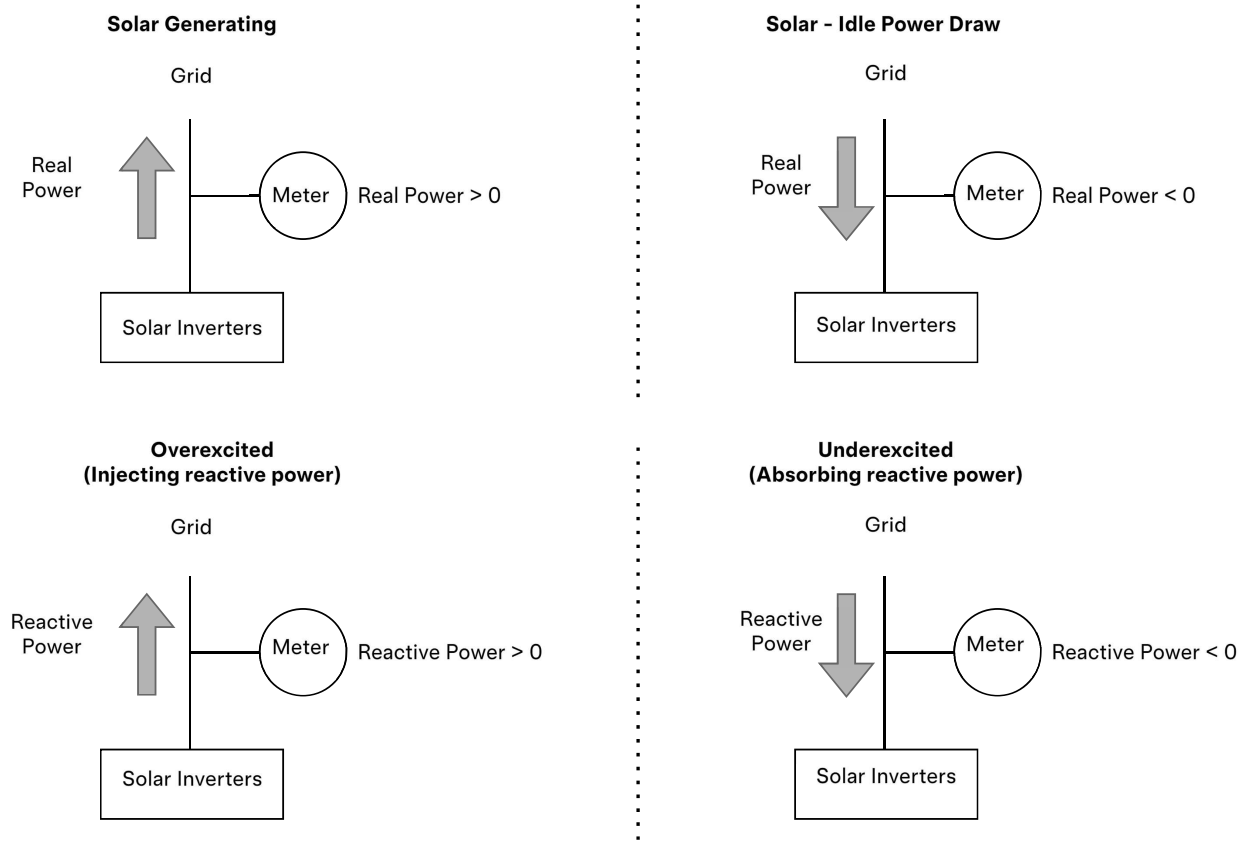 Solar Generating
Grid
Real
Power
Meter
Real Power > 0
Solar Inverters
Solar - Idle Power Draw
Grid
Real
Power
Meter
Real Power < 0
Solar Inverters
Overexcited
(Injecting reactive power)
Grid
Reactive
Power
Meter
Reactive Power > 0
Solar Inverters
Underexcited
(Absorbing reactive power)
Grid
Reactive
Power
Meter
Reactive Power < 0
Solar Inverters